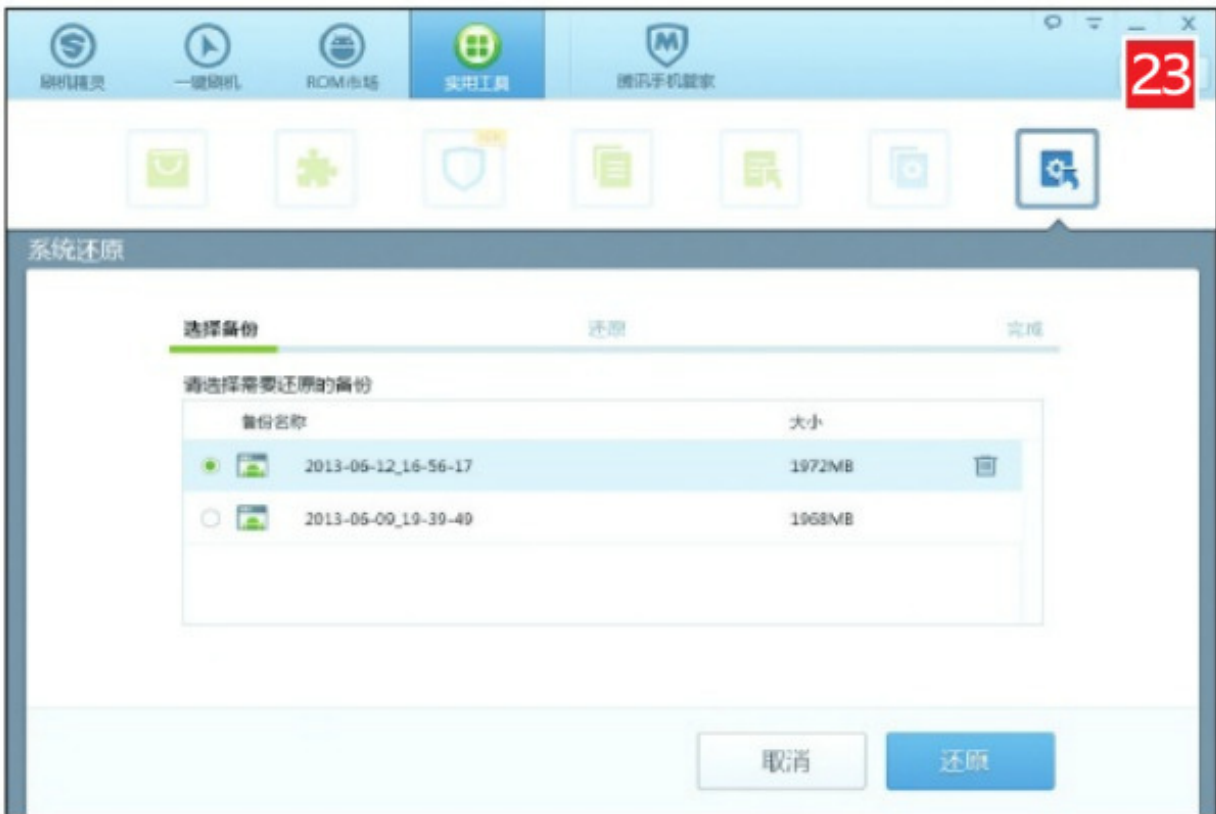 刷机精灵 一键刷机 ROM市场 实用工具 腾讯手机管家
23
系统还原
选择备份 还原 完成
请选择需要还原的备份
备份名称 大小
2013-06-12_16-56-17 1972MB
2013-06-09_19-39-49 1968MB
取消 还原